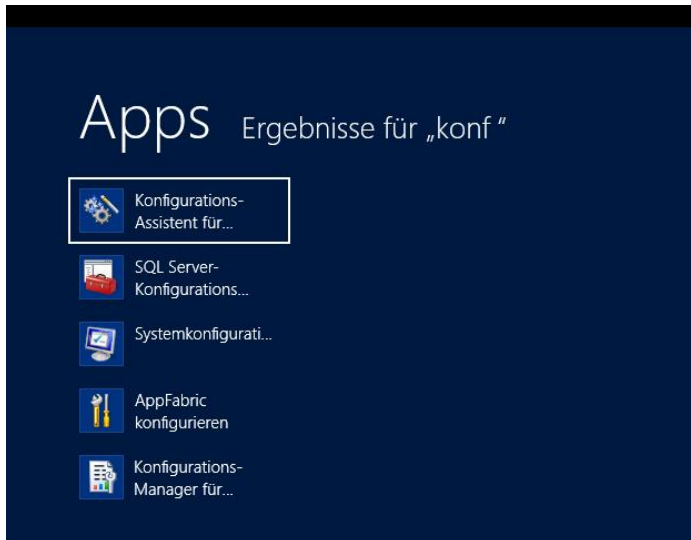 Apps Ergebnisse für „konf “
Konfigurations-
Assistent für...
SQL Server-
Konfigurations...
Systemkonfigurati...
AppFabric
konfigurieren
Konfigurations-
Manager für...